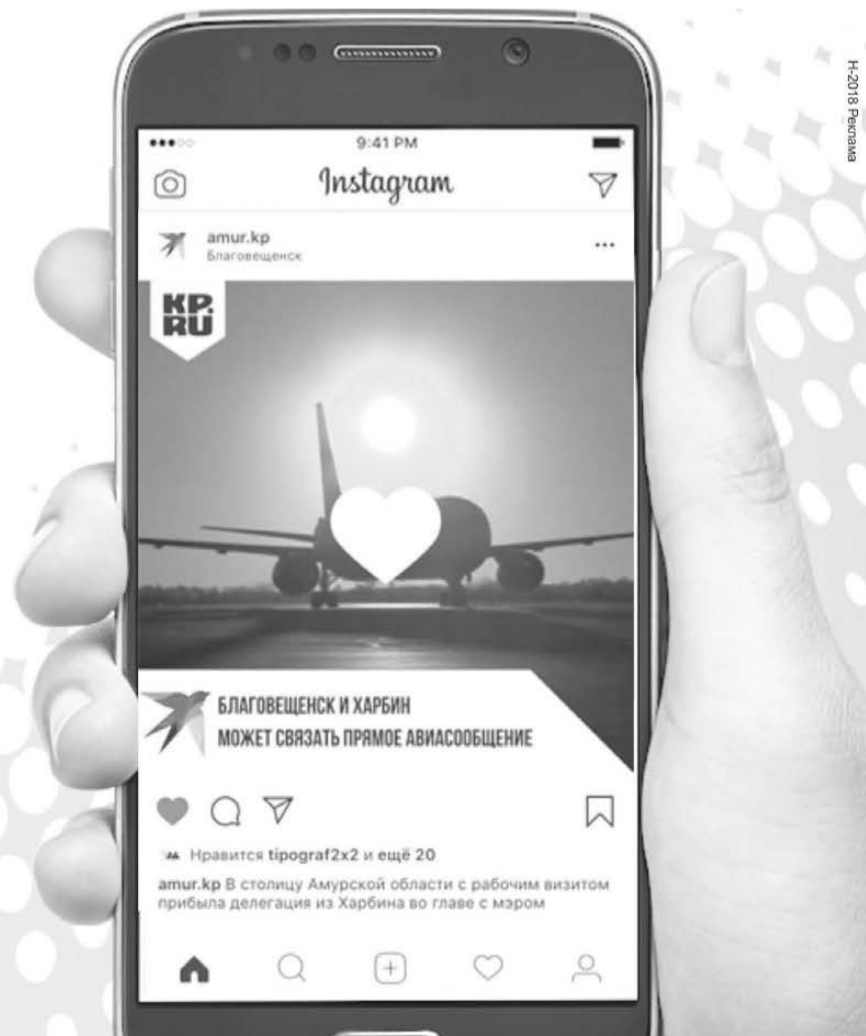 Н-2018 Реклама
9:41 PM
Instagram
amur.kp
Благовещенск
KP.
RU
БЛАГОВЕЩЕНСК И ХАРБИН
МОЖЕТ СВЯЗАТЬ ПРЯМОЕ АВИАСООБЩЕНИЕ
Нравится tipograf2x2 и ещё 20
amur.kp В столицу Амурской области с рабочим визитом
прибыла делегация из Харбина во главе с мэром